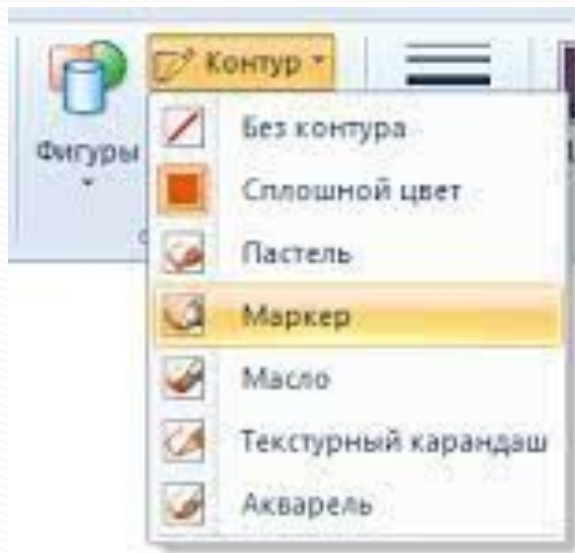 Контур
Фигуры
Без контура
Сплошной цвет
Пастель
Маркер
Масло
Текстурный карандаш
Акварель